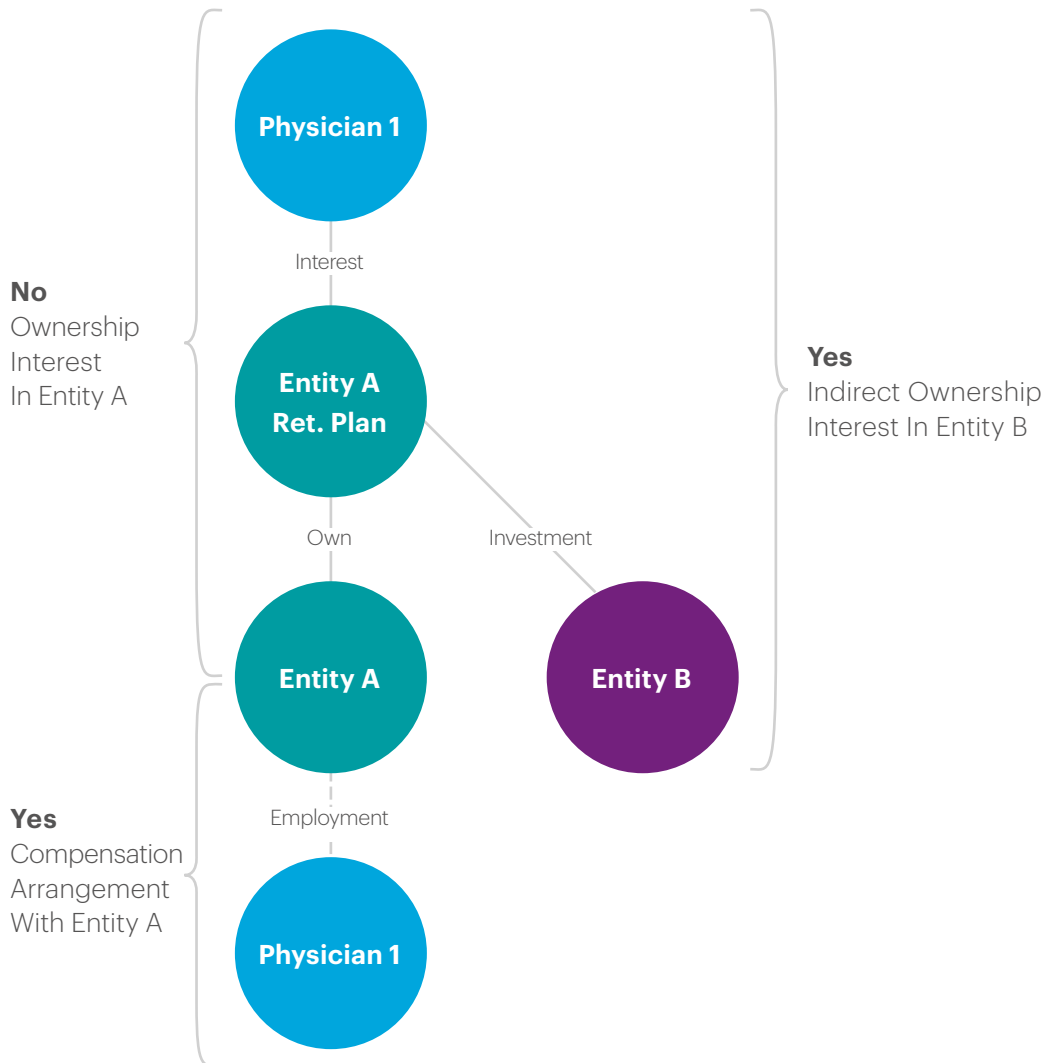 Physician 1
Interest
No
Ownership
Interest
In Entity A
Entity A
Ret. Plan
Yes
Indirect Ownership
Interest In Entity B
Own
Investment
Entity A
Entity B
Employment
Yes
Compensation
Arrangement
With Entity A
Physician 1